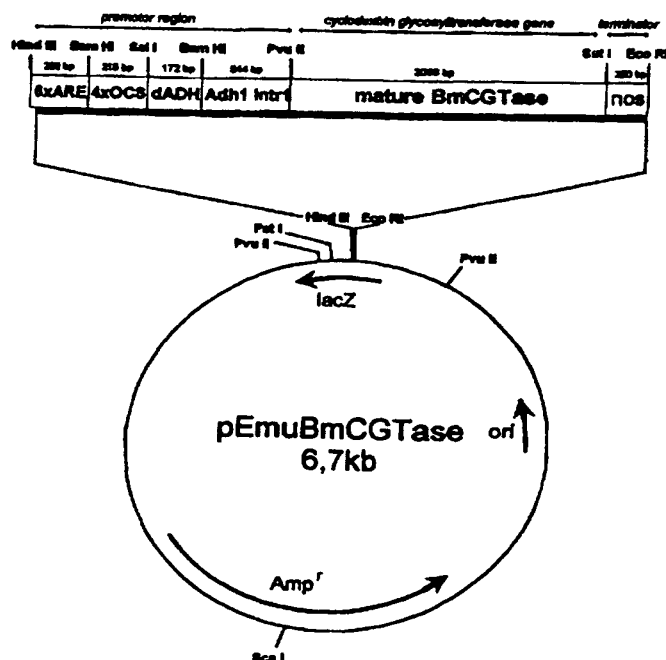 promotor region cyclodextrin glycosyltransferase gene terminator
Hind III Bam HI Sal I Bam HI Pvu II Sst I Eco RI
172 bp
6xARE 4xOCS dADH Adh1 Intr1 mature BmCGTase nos
Hind III Eco RI
Pst I
Pvu II
Pvu II
lacZ
pEmuBmCGTase
6,7kb
ori
Amp r
Sca I